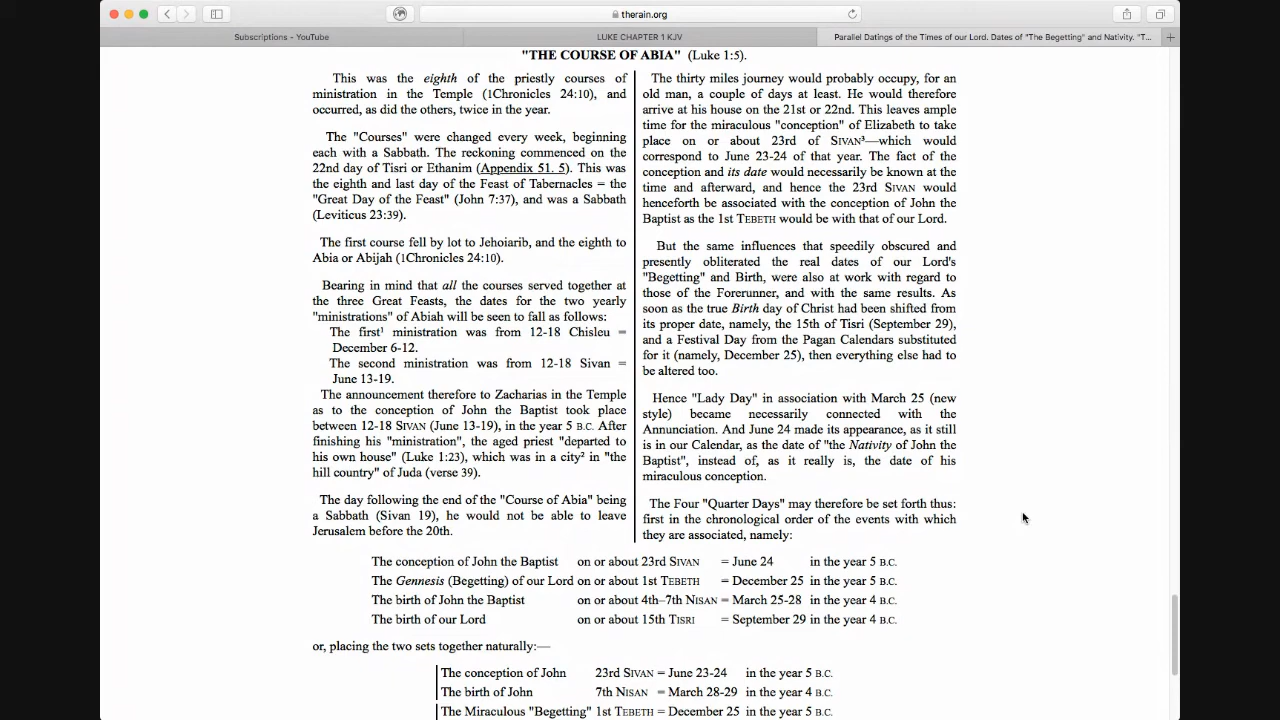 therain.org
Subscriptions - YouTube
LUKE CHAPTER 1 KJV
Parallel Datings of the Times of our Lord. Dates of "The Begetting" and Nativity. "T...
"THE COURSE OF ABIA" (Luke 1:5).
This was the eighth of the priestly courses of
ministration in the Temple (1Chronicles 24:10), and
occurred, as did the others, twice in the year.
The "Courses" were changed every week, beginning
each with a Sabbath. The reckoning commenced on the
22nd day of Tisri or Ethanim (Appendix 51. 5). This was
the eighth and last day of the Feast of Tabernacles = the
"Great Day of the Feast" (John 7:37), and was a Sabbath
(Leviticus 23:39).
The first course fell by lot to Jehoiarib, and the eighth to
Abia or Abijah (1Chronicles 24:10).
Bearing in mind that all the courses served together at
the three Great Feasts, the dates for the two yearly
"ministrations" of Abiah will be seen to fall as follows:
The first¹ ministration was from 12-18 Chisleu =
December 6-12.
The second ministration was from 12-18 Sivan =
June 13-19.
The announcement therefore to Zacharias in the Temple
as to the conception of John the Baptist took place
between 12-18 SIVAN (June 13-19), in the year 5 B.C. After
finishing his "ministration", the aged priest "departed to
his own house" (Luke 1:23), which was in a city² in "the
hill country" of Juda (verse 39).
The day following the end of the "Course of Abia" being
a Sabbath (Sivan 19), he would not be able to leave
Jerusalem before the 20th.
The thirty miles journey would probably occupy, for an
old man, a couple of days at least. He would therefore
arrive at his house on the 21st or 22nd. This leaves ample
time for the miraculous "conception" of Elizabeth to take
place on or about 23rd of SIVAN³—which would
correspond to June 23-24 of that year. The fact of the
conception and its date would necessarily be known at the
time and afterward, and hence the 23rd SIVAN would
henceforth be associated with the conception of John the
Baptist as the 1st TEBETH would be with that of our Lord.
But the same influences that speedily obscured and
presently obliterated the real dates of our Lord's
"Begetting" and Birth, were also at work with regard to
those of the Forerunner, and with the same results. As
soon as the true Birth day of Christ had been shifted from
its proper date, namely, the 15th of Tisri (September 29),
and a Festival Day from the Pagan Calendars substituted
for it (namely, December 25), then everything else had to
be altered too.
Hence "Lady Day" in association with March 25 (new
style) became necessarily connected with the
Annunciation. And June 24 made its appearance, as it still
is in our Calendar, as the date of "the Nativity of John the
Baptist", instead of, as it really is, the date of his
miraculous conception.
The Four "Quarter Days" may therefore be set forth thus:
first in the chronological order of the events with which
they are associated, namely:
The conception of John the Baptist on or about 23rd SIVAN = June 24 in the year 5 B.C.
The Gennesis (Begetting) of our Lord on or about 1st TEBETH = December 25 in the year 5 B.C.
The birth of John the Baptist on or about 4th–7th NISAN = March 25-28 in the year 4 B.C.
The birth of our Lord on or about 15th TISRI = September 29 in the year 4 B.C.
or, placing the two sets together naturally:—
The conception of John 23rd SIVAN = June 23-24 in the year 5 B.C.
The birth of John 7th NISAN = March 28-29 in the year 4 B.C.
The Miraculous "Begetting" 1st TEBETH = December 25 in the year 5 B.C.